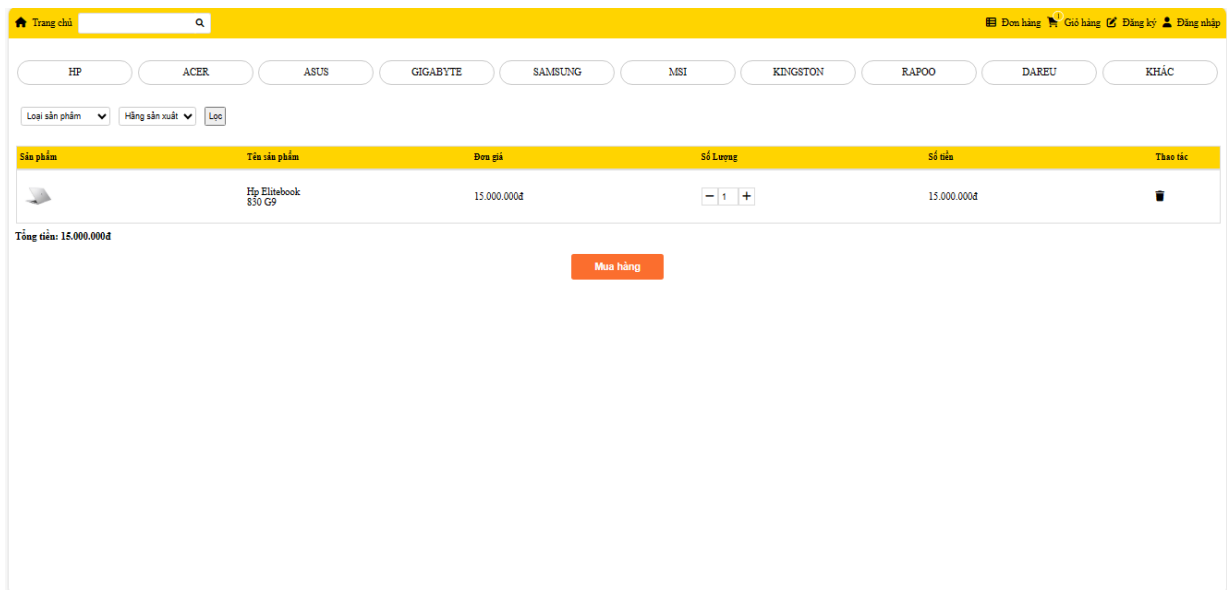 Trang chủ
1
Đơn hàng Giỏ hàng Đăng ký Đăng nhập
HP ACER ASUS GIGABYTE SAMSUNG MSI KINGSTON RAPOO DAREU KHÁC
Loại sản phẩm Hãng sản xuất Lọc
Sản phẩm Tên sản phẩm Đơn giá Số Lượng Số tiền Thao tác
Hp Elitebook
830 G9
15.000.000đ 1 15.000.000đ
Tổng tiền: 15.000.000đ
Mua hàng